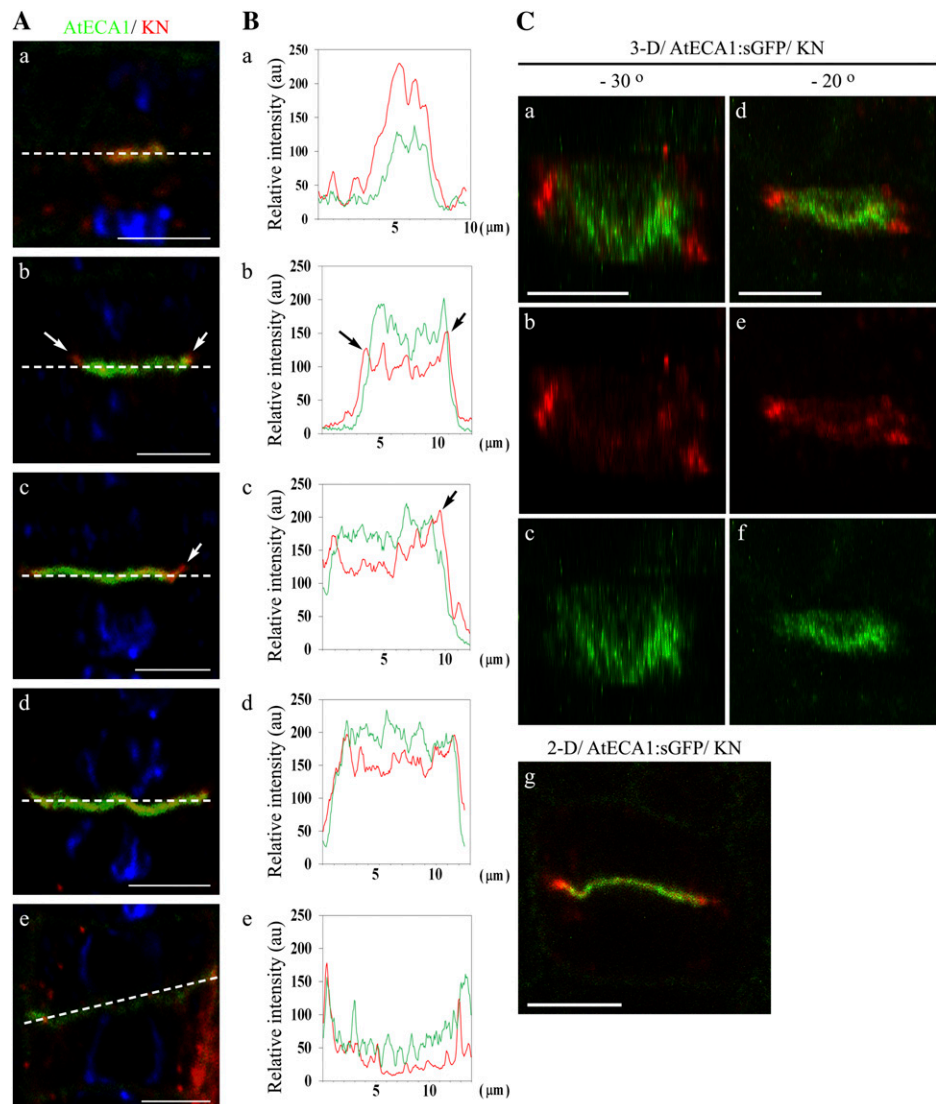 A
AtECA1/ KN
a
b
c
d
e
B
a
Relative intensity (au)
250
200
150
100
50
0
5
10
(μm)
b
Relative intensity (au)
250
200
150
100
50
0
5
10
(μm)
c
Relative intensity (au)
250
200
150
100
50
0
5
10
(μm)
d
Relative intensity (au)
250
200
150
100
50
0
5
10
(μm)
e
Relative intensity (au)
250
200
150
100
50
0
5
10
(μm)
C
3-D/ AtECA1:sGFP/ KN
- 30 º
- 20 º
a
d
b
e
c
f
2-D/ AtECA1:sGFP/ KN
g